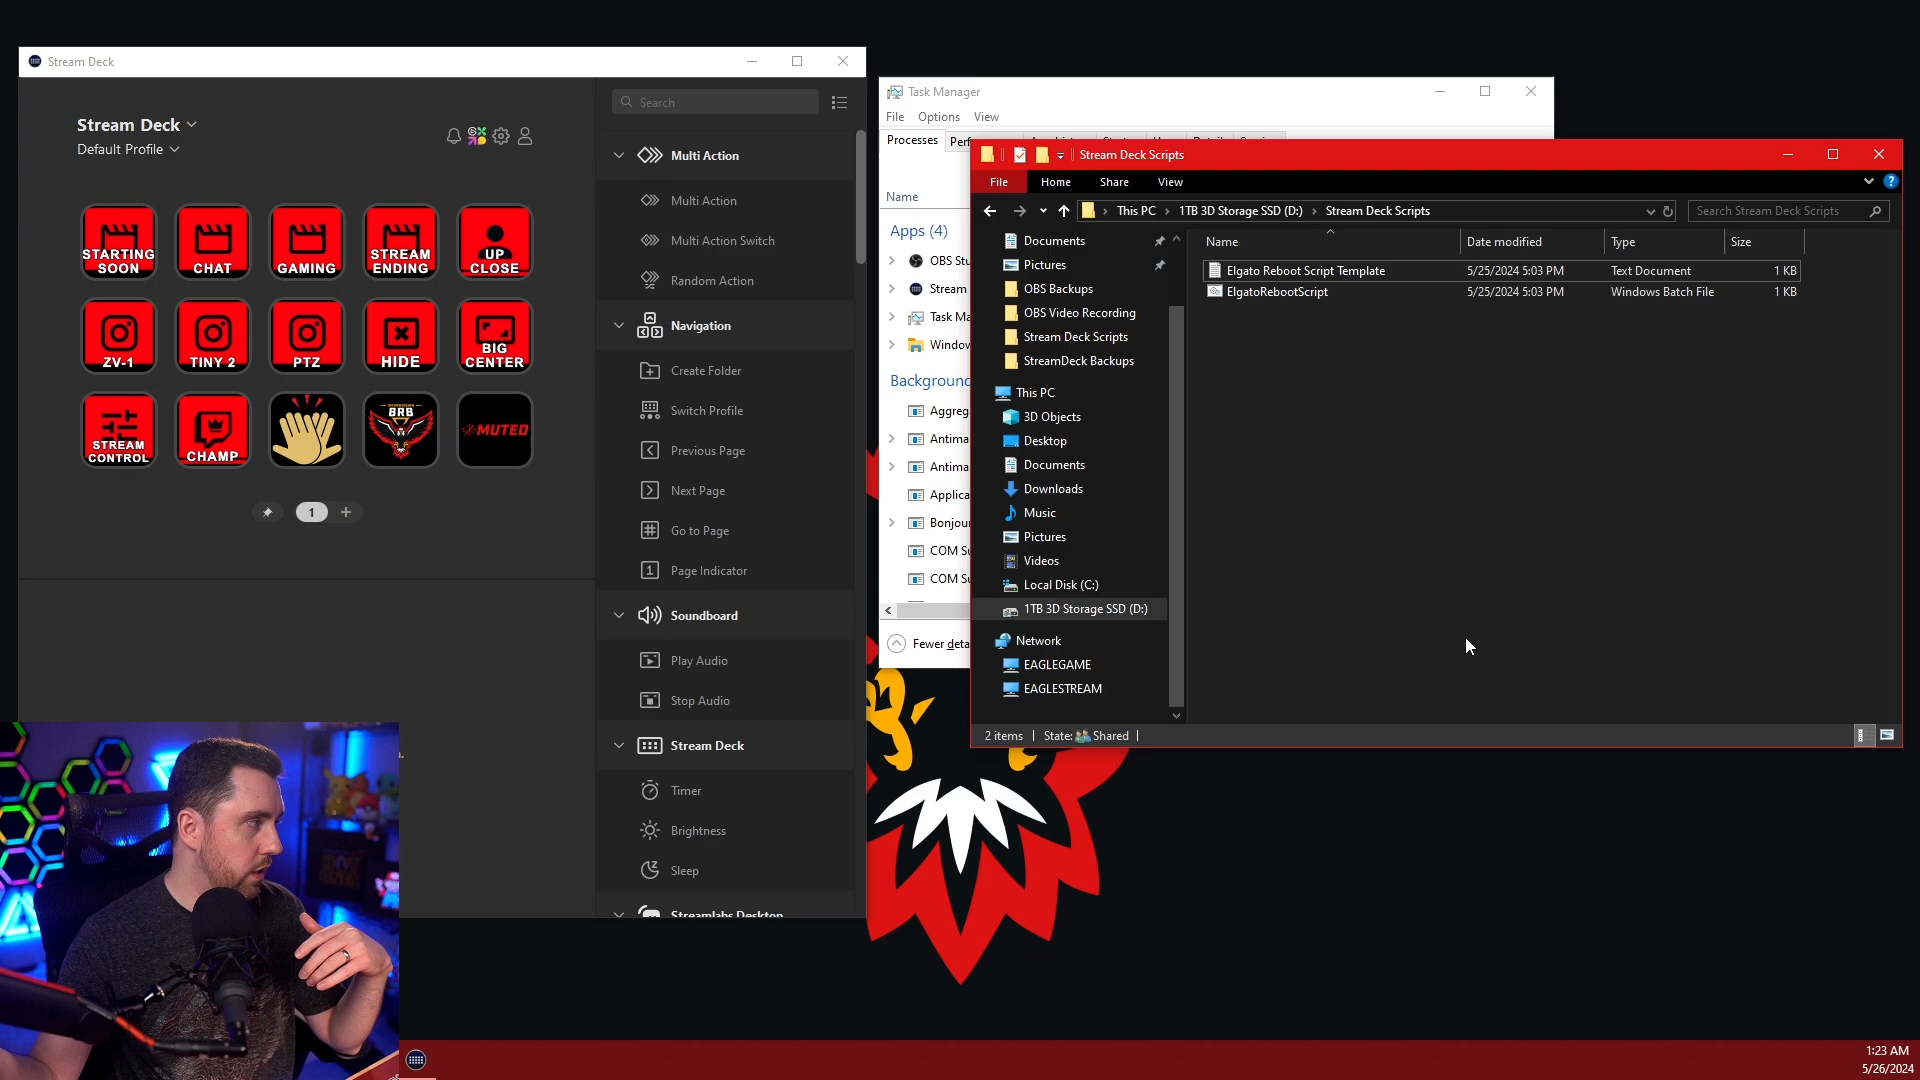 Stream Deck
Stream Deck
Default Profile
STARTING
SOON
CHAT
GAMING
STREAM
ENDING
UP
CLOSE
ZV-1
TINY 2
PTZ
HIDE
BIG
CENTER
STREAM
CONTROL
CHAMP
BRB
MUTED
1
Search
Multi Action
Multi Action
Multi Action Switch
Random Action
Navigation
Create Folder
Switch Profile
Previous Page
Next Page
Go to Page
Page Indicator
Soundboard
Play Audio
Stop Audio
Stream Deck
Timer
Brightness
Sleep
Streamlabs Desktop
Task Manager
File Options View
Processes
Name
Apps (4)
OBS Stu
Stream
Task Ma
Window
Background
Aggreg
Antima
Antima
Applica
Bonjour
COM Su
COM Su
Fewer deta
Stream Deck Scripts
File Home Share View
This PC 1TB 3D Storage SSD (D:) Stream Deck Scripts
Search Stream Deck Scripts
Documents
Pictures
OBS Backups
OBS Video Recording
Stream Deck Scripts
StreamDeck Backups
This PC
3D Objects
Desktop
Documents
Downloads
Music
Pictures
Videos
Local Disk (C:)
1TB 3D Storage SSD (D:)
Network
EAGLEGAME
EAGLESTREAM
Name Date modified Type Size
Elgato Reboot Script Template 5/25/2024 5:03 PM Text Document 1 KB
ElgatoRebootScript 5/25/2024 5:03 PM Windows Batch File 1 KB
2 items State: Shared
1:23 AM
5/26/2024